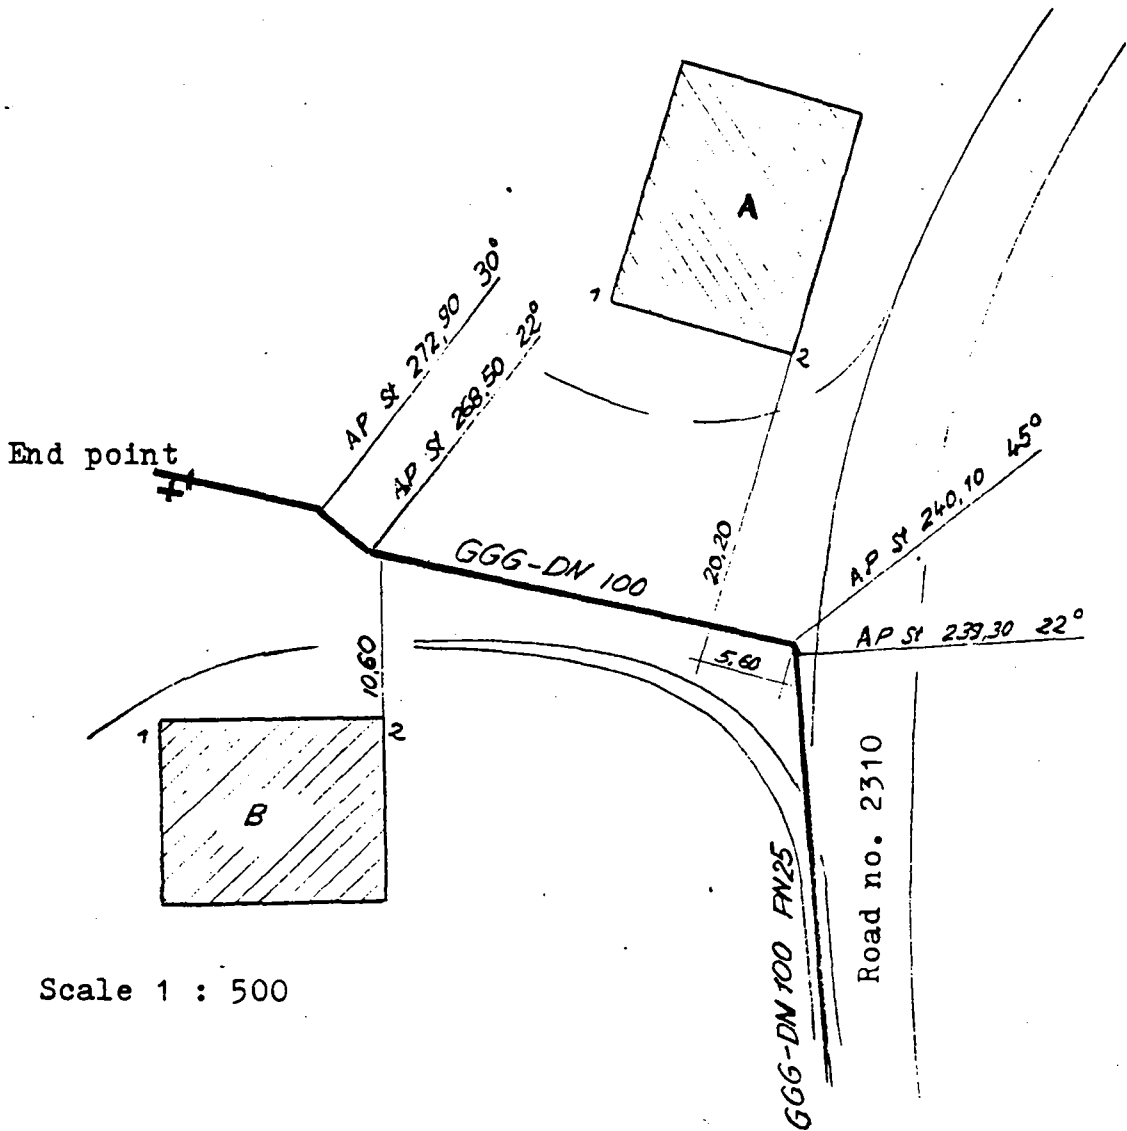 A
1
2
AP St 272,90 30°
AP St 268,50 22°
End point
GGG-DN 100
20,20
AP St 240,10 45°
AP St 239,30 22°
5,60
10,60
1
2
B
GGG-DN 100 PN25
Road no. 2310
Scale 1 : 500